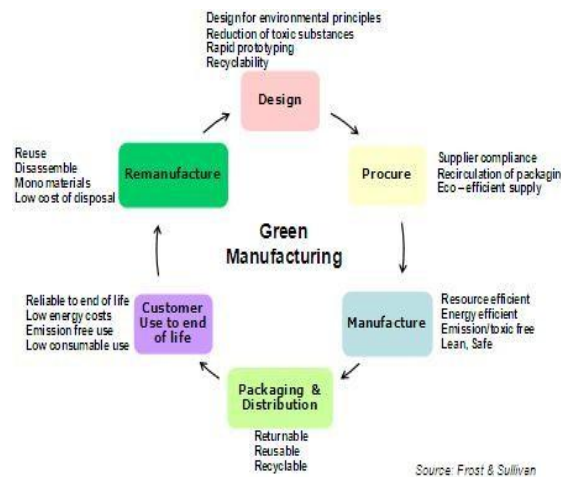 Design for environmental principles
Reduction of toxic substances
Rapid prototyping
Recyclability
Design
Reuse
Disassemble
Mono materials
Low cost of disposal
Remanufacture
Procure
Supplier compliance
Recirculation of packagin
Eco – efficient supply
Green
Manufacturing
Reliable to end of life
Low energy costs
Emission free use
Low consumable use
Customer
Use to end
of life
Manufacture
Resource efficient
Energy efficient
Emission/toxic free
Lean, Safe
Packaging &
Distribution
Returnable
Reusable
Recyclable
Source: Frost & Sullivan